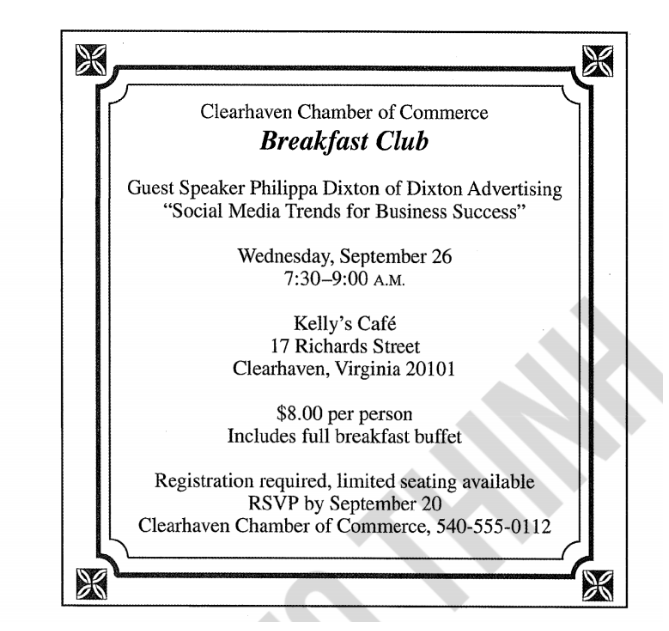 Clearhaven Chamber of Commerce
Breakfast Club
Guest Speaker Philippa Dixton of Dixton Advertising
“Social Media Trends for Business Success”
Wednesday, September 26
7:30–9:00 A.M.
Kelly’s Café
17 Richards Street
Clearhaven, Virginia 20101
$8.00 per person
Includes full breakfast buffet
Registration required, limited seating available
RSVP by September 20
Clearhaven Chamber of Commerce, 540-555-0112
THINH